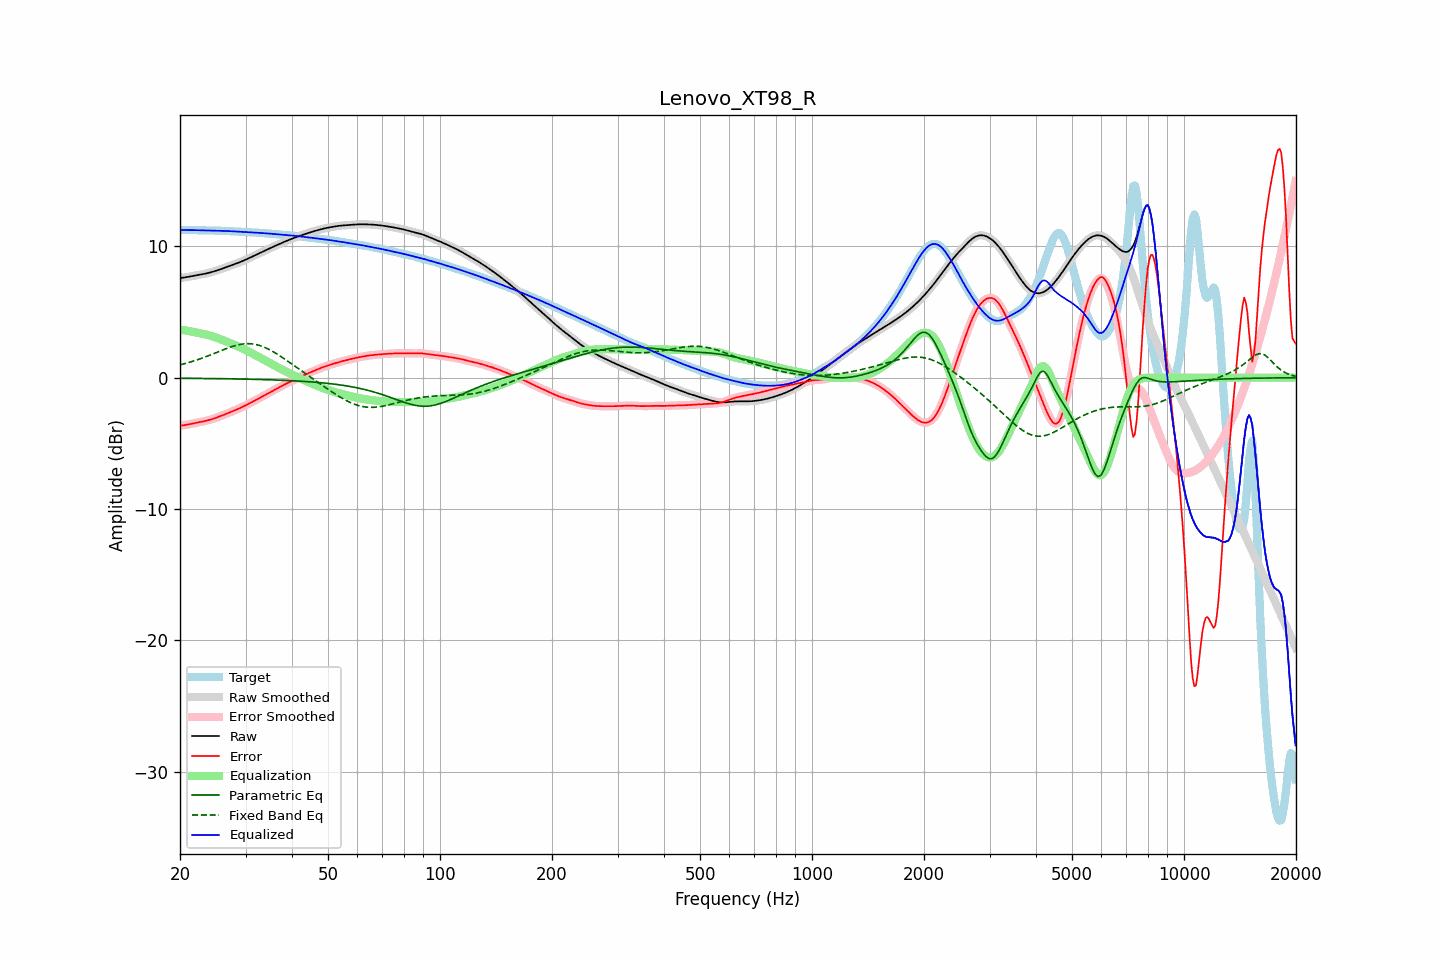 Lenovo_XT98_R
Amplitude (dBr)
10
0
−10
−20
−30
Target
Raw Smoothed
Error Smoothed
Raw
Error
Equalization
Parametric Eq
Fixed Band Eq
Equalized
20 50 100 200 500 1000 2000 5000 10000 20000
Frequency (Hz)